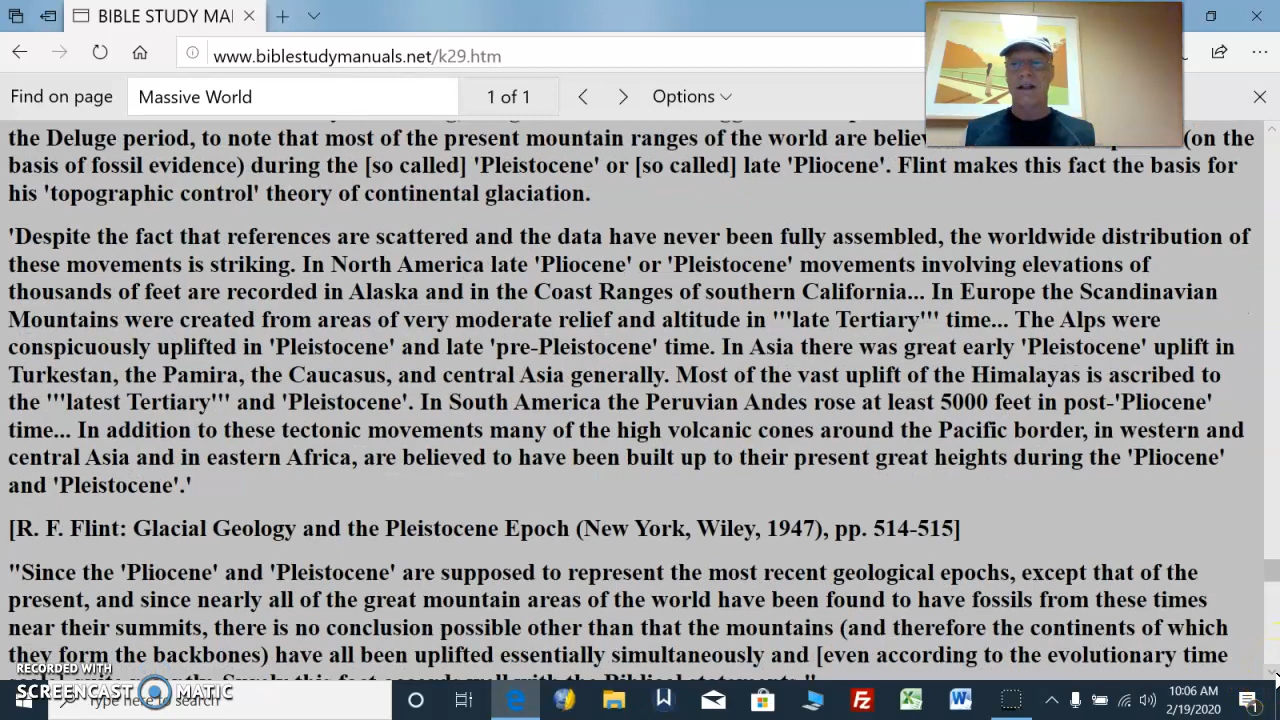 BIBLE STUDY MAI
www.biblestudymanuals.net/k29.htm
Find on page
Massive World
1 of 1
Options
the Deluge period, to note that most of the present mountain ranges of the world are believ (on the
basis of fossil evidence) during the [so called] 'Pleistocene' or [so called] late 'Pliocene'. Flint makes this fact the basis for
his 'topographic control' theory of continental glaciation.
'Despite the fact that references are scattered and the data have never been fully assembled, the worldwide distribution of
these movements is striking. In North America late 'Pliocene' or 'Pleistocene' movements involving elevations of
thousands of feet are recorded in Alaska and in the Coast Ranges of southern California... In Europe the Scandinavian
Mountains were created from areas of very moderate relief and altitude in '"late Tertiary"' time... The Alps were
conspicuously uplifted in 'Pleistocene' and late 'pre-Pleistocene' time. In Asia there was great early 'Pleistocene' uplift in
Turkestan, the Pamira, the Caucasus, and central Asia generally. Most of the vast uplift of the Himalayas is ascribed to
the '"latest Tertiary"' and 'Pleistocene'. In South America the Peruvian Andes rose at least 5000 feet in post-'Pliocene'
time... In addition to these tectonic movements many of the high volcanic cones around the Pacific border, in western and
central Asia and in eastern Africa, are believed to have been built up to their present great heights during the 'Pliocene'
and 'Pleistocene'.'
[R. F. Flint: Glacial Geology and the Pleistocene Epoch (New York, Wiley, 1947), pp. 514-515]
"Since the 'Pliocene' and 'Pleistocene' are supposed to represent the most recent geological epochs, except that of the
present, and since nearly all of the great mountain areas of the world have been found to have fossils from these times
near their summits, there is no conclusion possible other than that the mountains (and therefore the continents of which
they form the backbones) have all been uplifted essentially simultaneously and [even according to the evolutionary time
RECORDED WITH
SCREENCAST MATIC
Type here to search
10:06 AM
2/19/2020
1